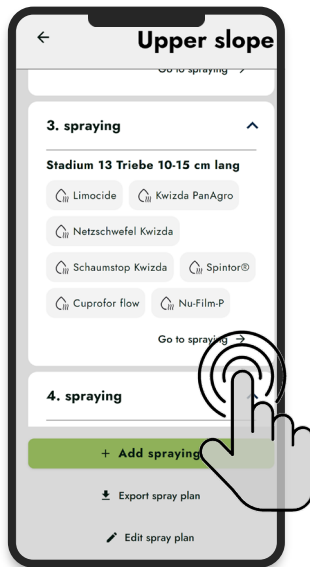 Upper slope
Go to spraying
3. spraying
Stadium 13 Triebe 10-15 cm lang
Limocide Kwizda PanAgro
Netzschwefel Kwizda
Schaumstop Kwizda Spintor®
Cuprofor flow Nu-Film-P
Go to spraying
4. spraying
+ Add spraying
Export spray plan
Edit spray plan